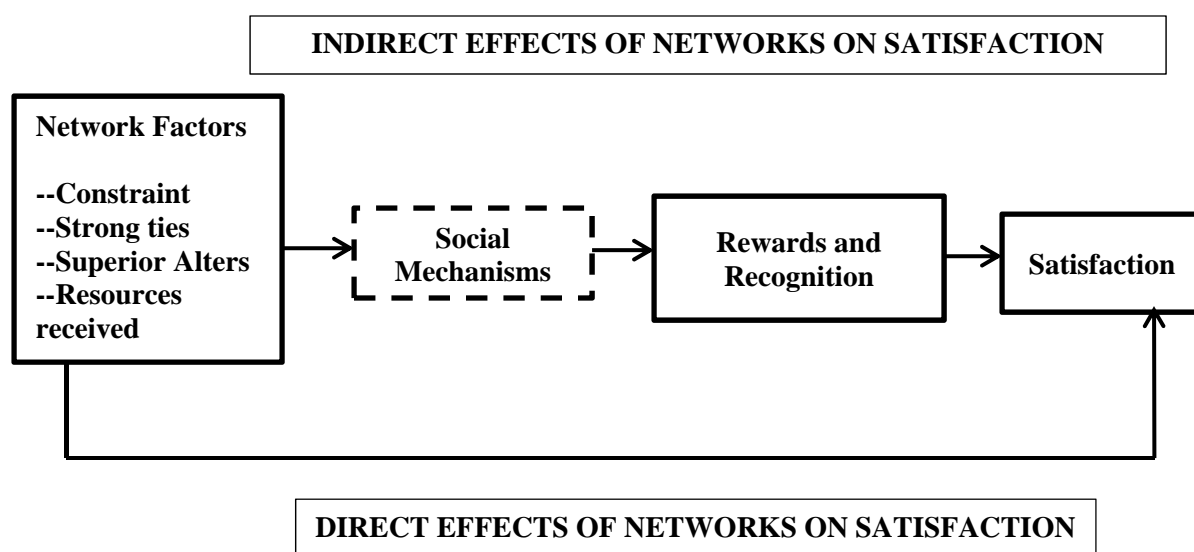 INDIRECT EFFECTS OF NETWORKS ON SATISFACTION
Network Factors
--Constraint
--Strong ties
--Superior Alters
--Resources
received
Social
Mechanisms
Rewards and
Recognition
Satisfaction
DIRECT EFFECTS OF NETWORKS ON SATISFACTION